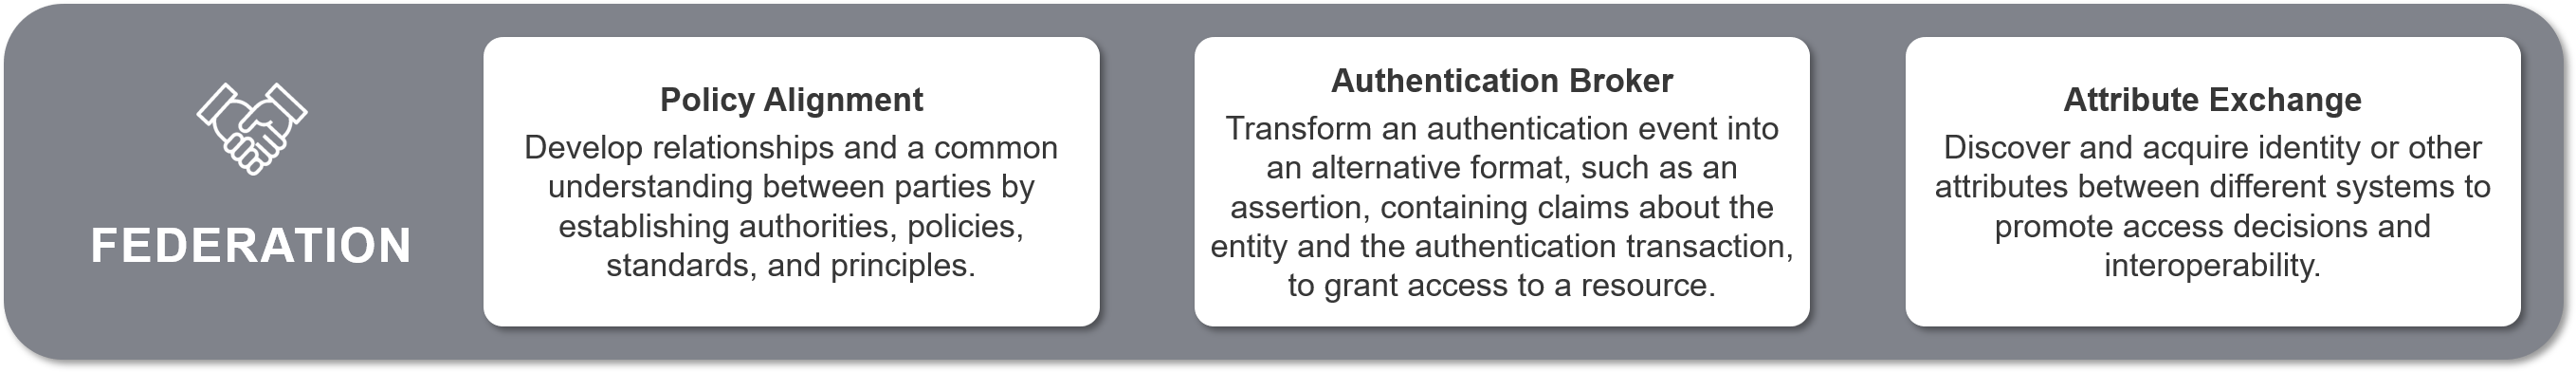 FEDERATION
Policy Alignment
Develop relationships and a common
understanding between parties by
establishing authorities, policies,
standards, and principles.
Authentication Broker
Transform an authentication event into
an alternative format, such as an
assertion, containing claims about the
entity and the authentication transaction,
to grant access to a resource.
Attribute Exchange
Discover and acquire identity or other
attributes between different systems to
promote access decisions and
interoperability.